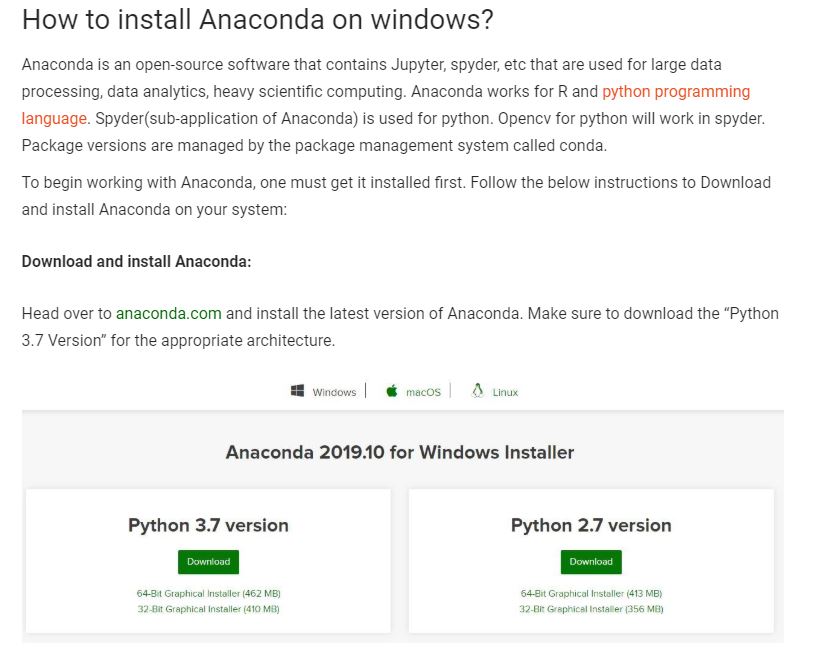 How to install Anaconda on windows?
Anaconda is an open-source software that contains Jupyter, spyder, etc that are used for large data
processing, data analytics, heavy scientific computing. Anaconda works for R and python programming
language. Spyder(sub-application of Anaconda) is used for python. Opencv for python will work in spyder.
Package versions are managed by the package management system called conda.
To begin working with Anaconda, one must get it installed first. Follow the below instructions to Download
and install Anaconda on your system:
Download and install Anaconda:
Head over to anaconda.com and install the latest version of Anaconda. Make sure to download the “Python
3.7 Version” for the appropriate architecture.
Windows | macOS | Linux
Anaconda 2019.10 for Windows Installer
Python 3.7 version
Download
64-Bit Graphical Installer (462 MB)
32-Bit Graphical Installer (410 MB)
Python 2.7 version
Download
64-Bit Graphical Installer (413 MB)
32-Bit Graphical Installer (356 MB)